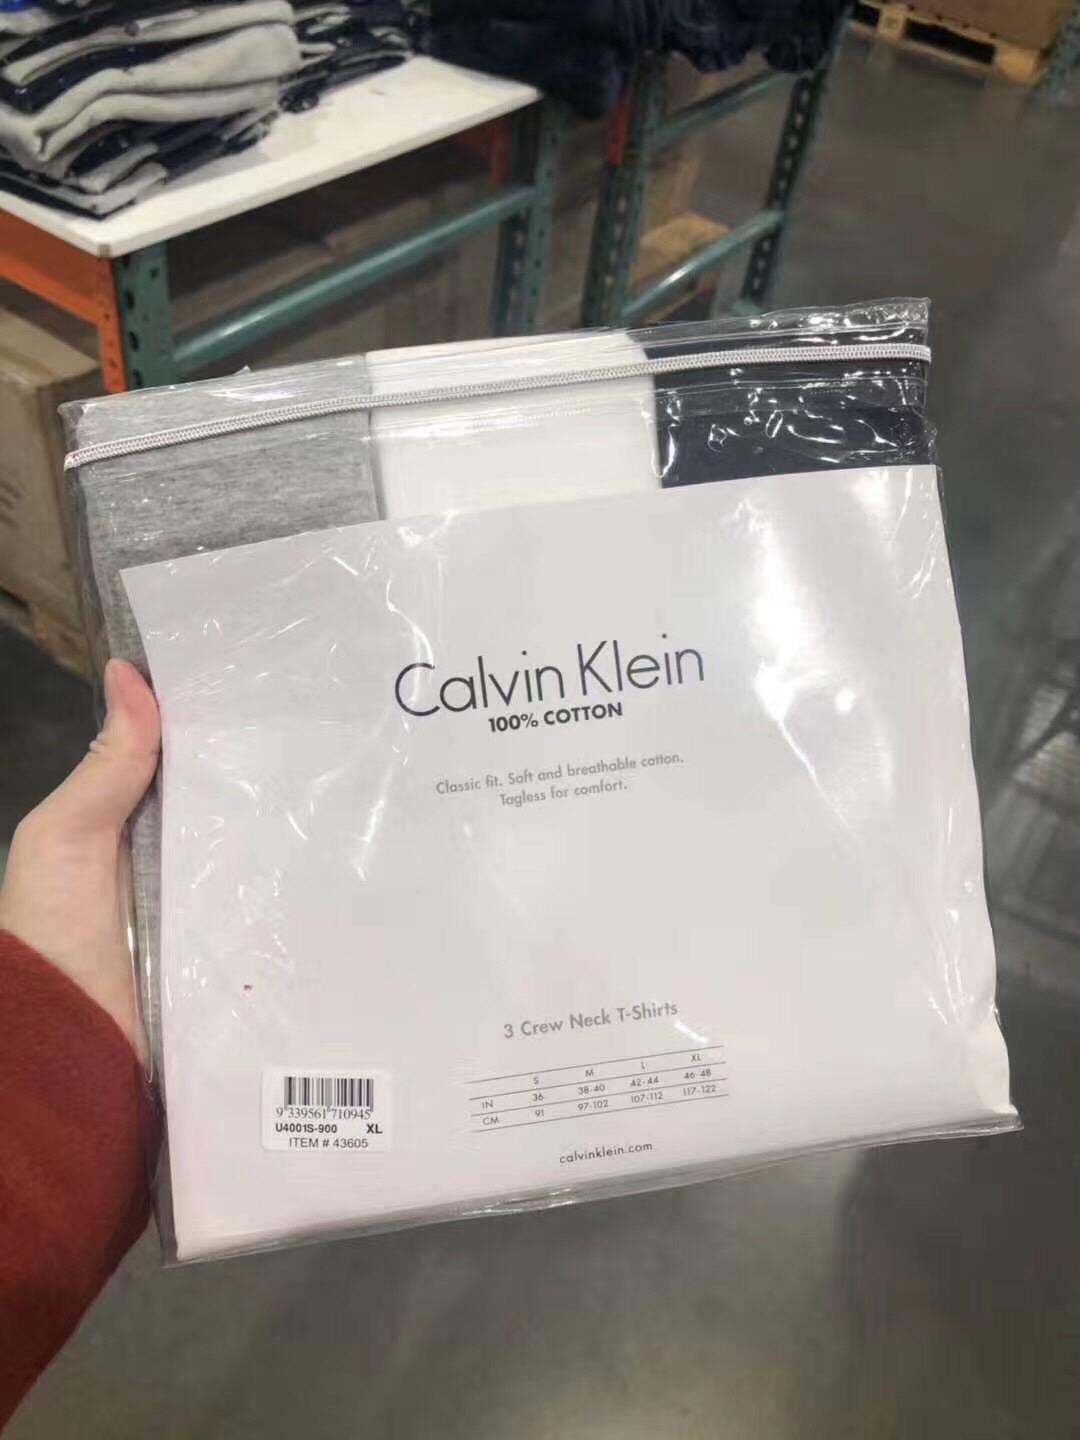 Calvin Klein
100% COTTON
Classic fit. Soft and breathable cotton.
Tagless for comfort.
3 Crew Neck T-Shirts
S M L XL
IN 36 38-40 42-44 46-48
CM 91 97-102 107-112 117-122
calvinklein.com
9 339561 710945
U4001S-900 XL
ITEM # 43605